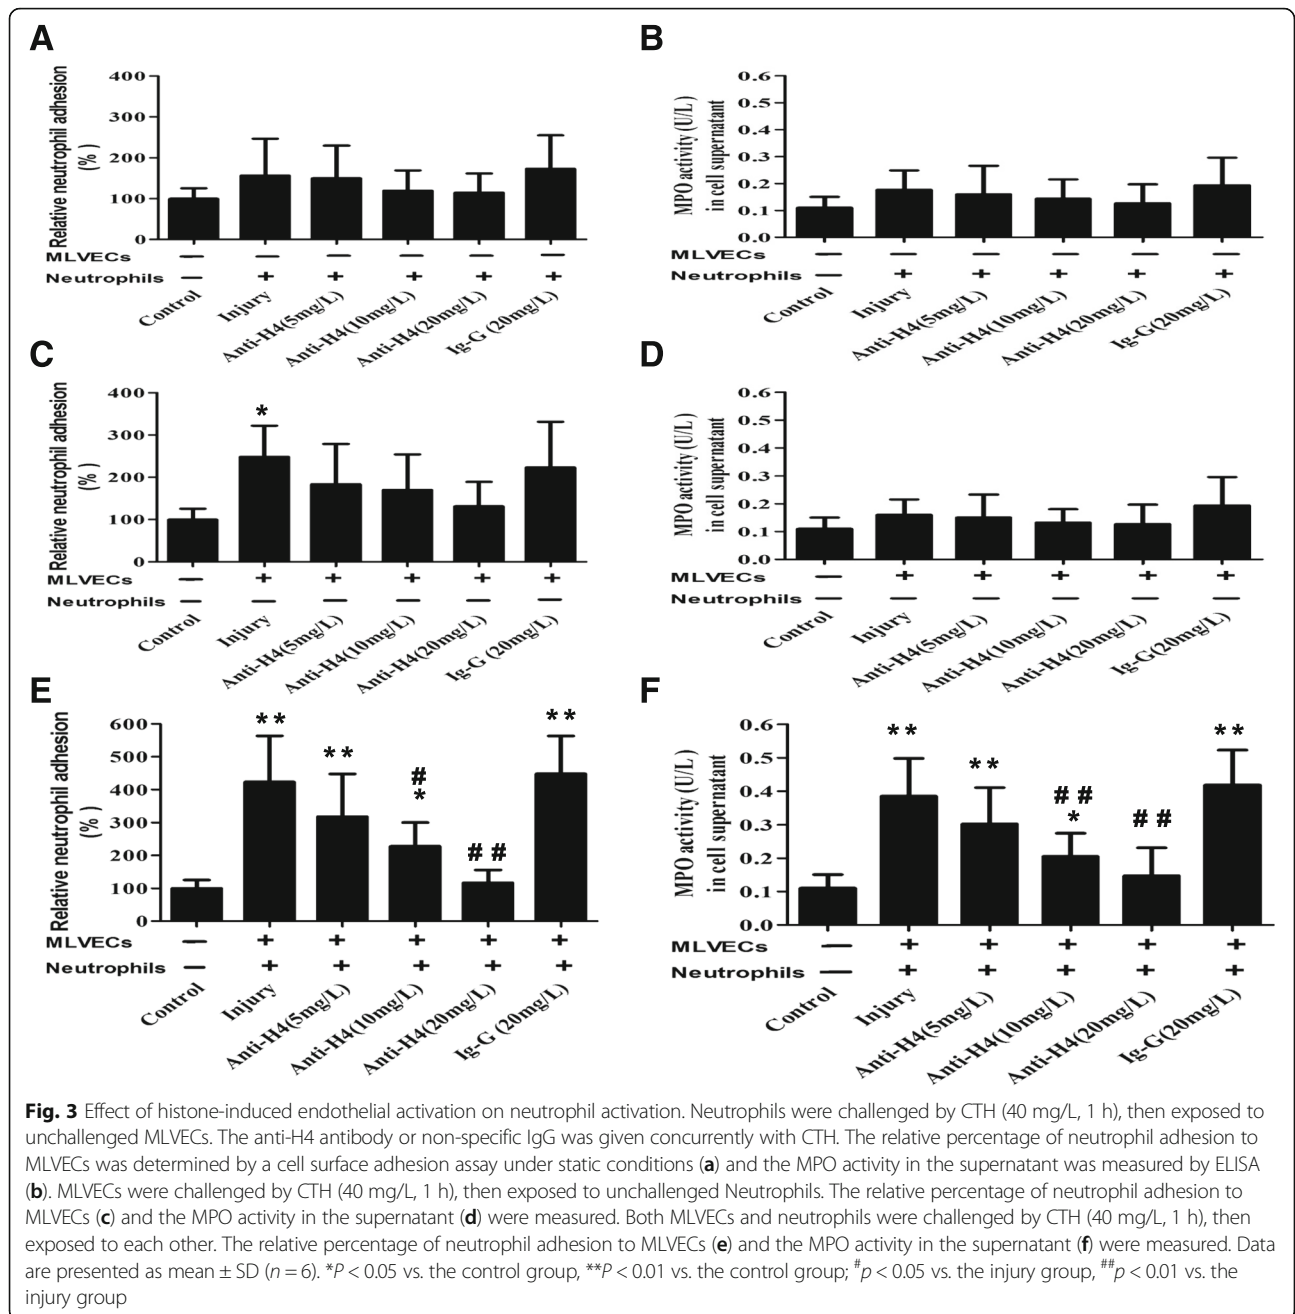 A
Relative neutrophil adhesion
(% )
400
300
200
100
0
MLVECs — — — — — —
Neutrophils — + + + + +
Control Injury Anti-H4(5mg/L) Anti-H4(10mg/L) Anti-H4(20mg/L) Ig-G (20mg/L)
B
MPO activity (U/L )
in cell supernatant
0.6
0.5
0.4
0.3
0.2
0.1
0.0
MLVECs — — — — — —
Neutrophils — + + + + +
Control Injury Anti-H4(5mg/L) Anti-H4(10mg/L) Anti-H4(20mg/L) Ig-G(20mg/L)
C
Relative neutrophil adhesion
(% )
400
300
200
100
0
*
MLVECs — + + + + +
Neutrophils — — — — — —
Control Injury Anti-H4(5mg/L) Anti-H4(10mg/L) Anti-H4(20mg/L) Ig-G (20mg/L)
D
MPO activity (U/L )
in cell supernatant
0.6
0.5
0.4
0.3
0.2
0.1
0.0
MLVECs — + + + + +
Neutrophils — — — — — —
Control Injury Anti-H4(5mg/L) Anti-H4(10mg/L) Anti-H4(20mg/L) Ig-G(20mg/L)
E
Relative neutrophil adhesion
(% )
600
500
400
300
200
100
0
** ** # * ## **
MLVECs — + + + + +
Neutrophils — + + + + +
Control Injury Anti-H4(5mg/L) Anti-H4(10mg/L) Anti-H4(20mg/L) Ig-G (20mg/L)
F
MPO activity (U/L )
in cell supernatant
0.6
0.5
0.4
0.3
0.2
0.1
0.0
** ** ## * ## **
MLVECs — + + + + +
Neutrophils — + + + + +
Control Injury Anti-H4(5mg/L) Anti-H4(10mg/L) Anti-H4(20mg/L) Ig-G(20mg/L)
Fig. 3 Effect of histone-induced endothelial activation on neutrophil activation. Neutrophils were challenged by CTH (40 mg/L, 1 h), then exposed to
unchallenged MLVECs. The anti-H4 antibody or non-specific IgG was given concurrently with CTH. The relative percentage of neutrophil adhesion to
MLVECs was determined by a cell surface adhesion assay under static conditions (a) and the MPO activity in the supernatant was measured by ELISA
(b). MLVECs were challenged by CTH (40 mg/L, 1 h), then exposed to unchallenged Neutrophils. The relative percentage of neutrophil adhesion to
MLVECs (c) and the MPO activity in the supernatant (d) were measured. Both MLVECs and neutrophils were challenged by CTH (40 mg/L, 1 h), then
exposed to each other. The relative percentage of neutrophil adhesion to MLVECs (e) and the MPO activity in the supernatant (f) were measured. Data
are presented as mean ± SD (n = 6). *P < 0.05 vs. the control group, **P < 0.01 vs. the control group; #p < 0.05 vs. the injury group, ##p < 0.01 vs. the
injury group